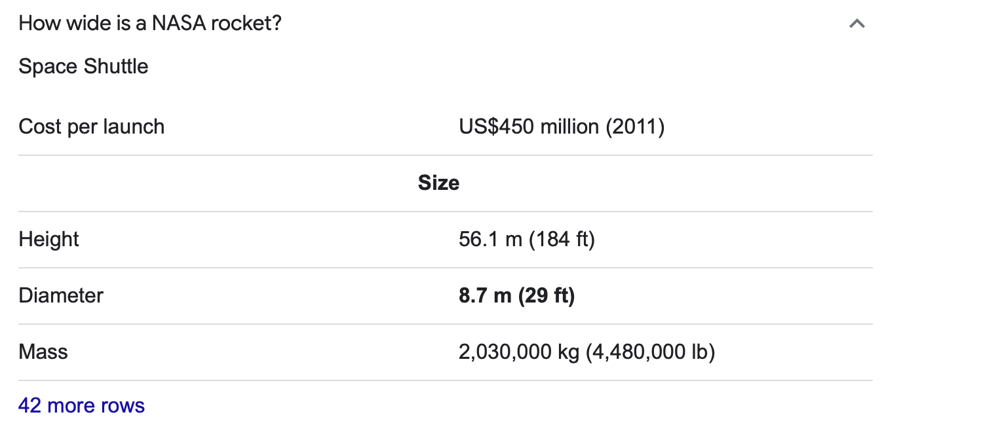 How wide is a NASA rocket?
Space Shuttle
Cost per launch US$450 million (2011)
Size
Height 56.1 m (184 ft)
Diameter 8.7 m (29 ft)
Mass 2,030,000 kg (4,480,000 lb)
42 more rows